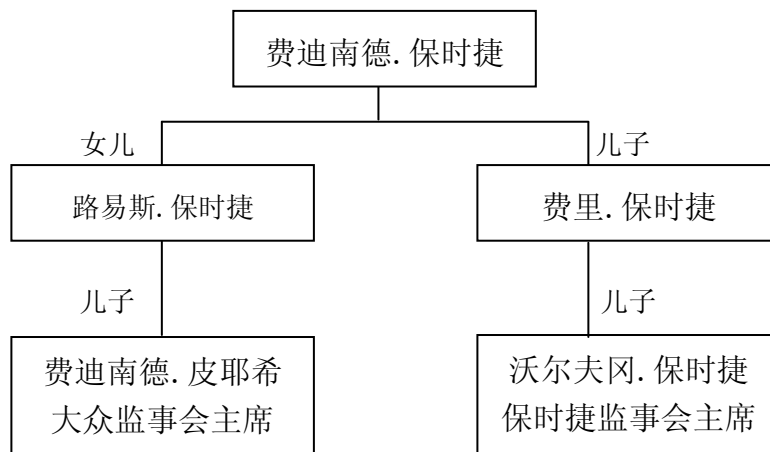 费迪南德.保时捷
女儿
儿子
路易斯.保时捷
费里.保时捷
儿子
儿子
费迪南德.皮耶希
大众监事会主席
沃尔夫冈.保时捷
保时捷监事会主席